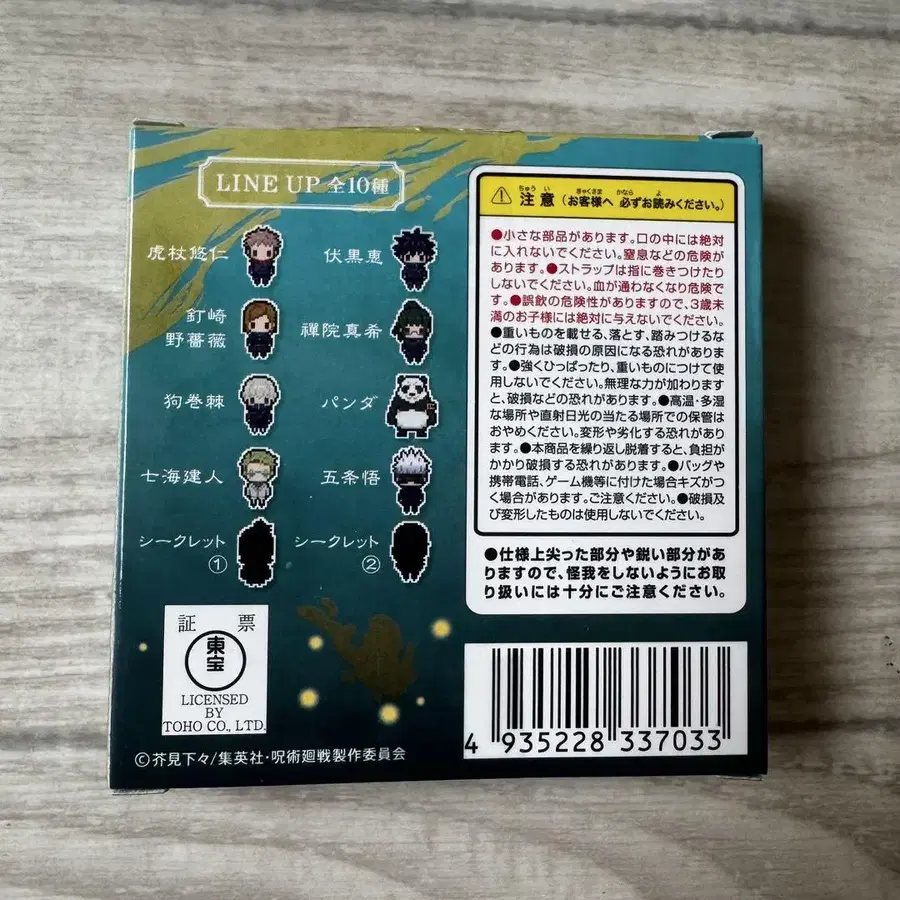 LINE UP 全10種
虎杖悠仁
伏黒恵
釘崎
野薔薇
禪院真希
狗巻棘
パンダ
七海建人
五条悟
シークレット
①
シークレット
②
証 票
東宝
LICENSED
BY
TOHO CO., LTD.
©芥見下々/集英社・呪術廻戦製作委員会
ちゅう い きゃくさま かなら よ
注意(お客様へ 必ずお読みください。)
●小さな部品があります。口の中には絶対
に入れないでください。窒息などの危険が
あります。●ストラップは指に巻きつけたり
しないでください。血が通わなくなり危険で
す。●誤飲の危険性がありますので、3歳未
満のお子様には絶対に与えないでください。
●重いものを載せる、落とす、踏みつけるな
どの行為は破損の原因になる恐れがありま
す。●強くひっぱったり、重いものにつけて使
用しないでください。無理な力が加わります
と、破損などの恐れがあります。●高温・多湿
な場所や直射日光の当たる場所での保管は
おやめください。変形や劣化する恐れがあり
ます。●本商品を繰り返し脱着すると、負担が
かかり破損する恐れがあります。●バッグや
携帯電話、ゲーム機等に付けた場合キズがつ
く場合があります。ご注意ください。●破損及
び変形したものは使用しないでください。
●仕様上尖った部分や鋭い部分があ
りますので、怪我をしないようにお取
り扱いには十分にご注意ください。
4 935228 337033